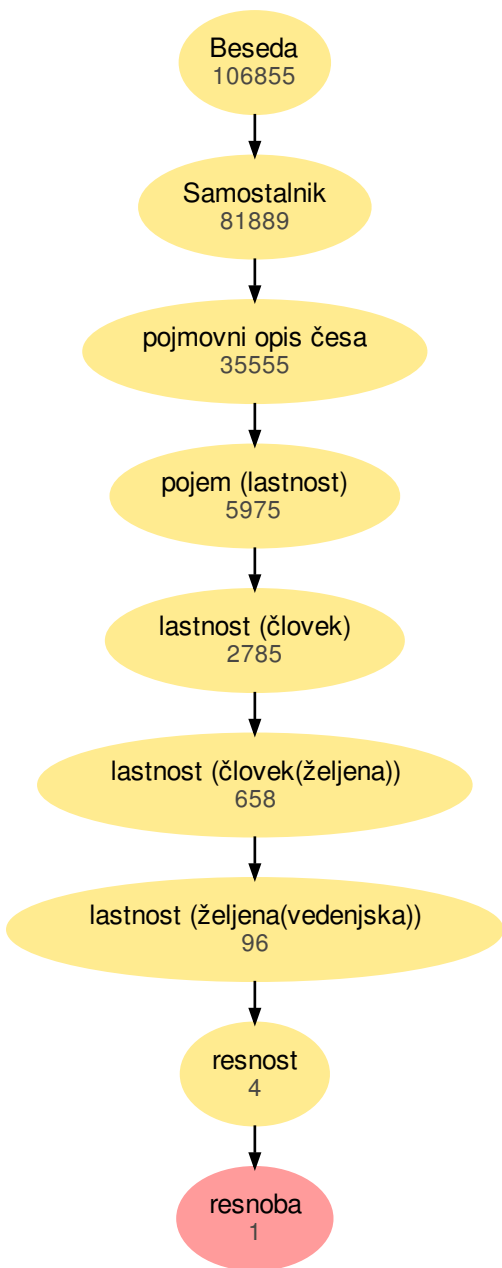 Beseda
106855
Samostalnik
81889
pojmovni opis česa
35555
pojem (lastnost)
5975
lastnost (človek)
2785
lastnost (človek(željena))
658
lastnost (željena(vedenjska))
96
resnost
4
resnoba
1